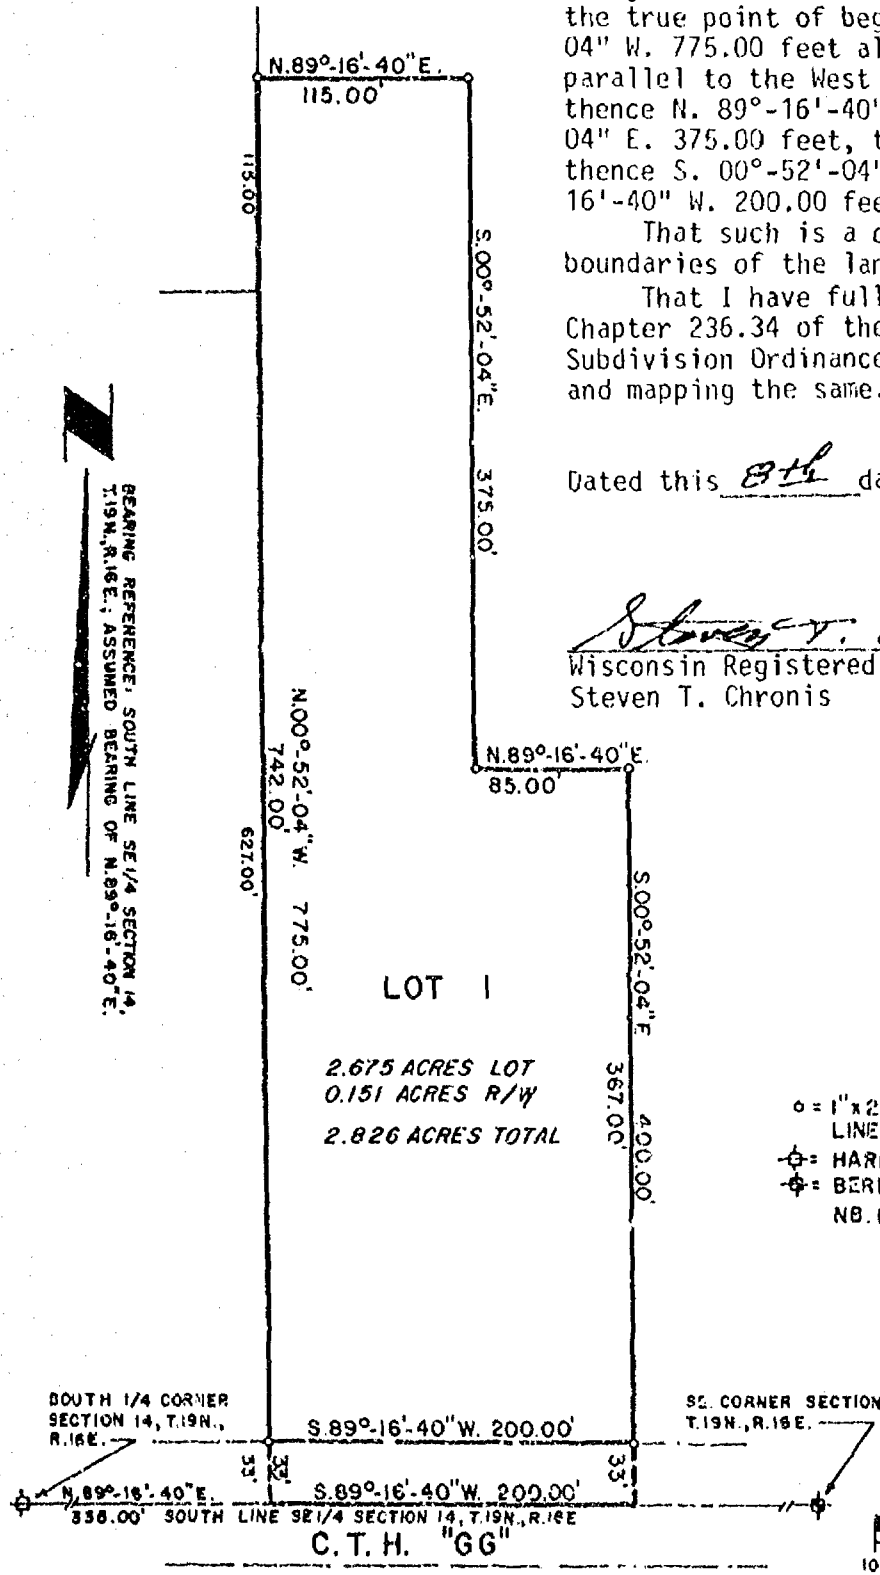 the true point of beg
04" W. 775.00 feet al
parallel to the West
thence N. 89°-16'-40'
04" E. 375.00 feet, t
thence S. 00°-52'-04'
16'-40" W. 200.00 fee
That such is a c
boundaries of the lan
That I have full
Chapter 236.34 of the
Subdivision Ordinance
and mapping the same.
Dated this 8th da
Steven T.
Wisconsin Registered
Steven T. Chronis
N.89°-16'-40"E.
115.00'
115.00'
S.00°-52'-04"E. 375.00'
BEARING REFERENCE: SOUTH LINE SE1/4 SECTION 14,
T.19N.,R.16E.; ASSUMED BEARING OF N.89°-16'-40"E.
N.00°-52'-04"W. 775.00'
742.00'
627.00'
N.89°-16'-40"E.
85.00'
S.00°-52'-04"E. 400.00'
367.00'
LOT 1
2.675 ACRES LOT
0.151 ACRES R/W
2.826 ACRES TOTAL
o = 1"x2
LINE
= HAR
= BER
NB.
SOUTH 1/4 CORNER
SECTION 14, T.19N.,
R.16E.
SE. CORNER SECTION
T.19N.,R.16E.
S.89°-16'-40"W. 200.00'
33'
33'
33'
N.89°-16'-40"E.
S.89°-16'-40"W. 200.00'
336.00'
SOUTH LINE SE1/4 SECTION 14, T.19N.,R.16E
C.T.H. "GG"
10